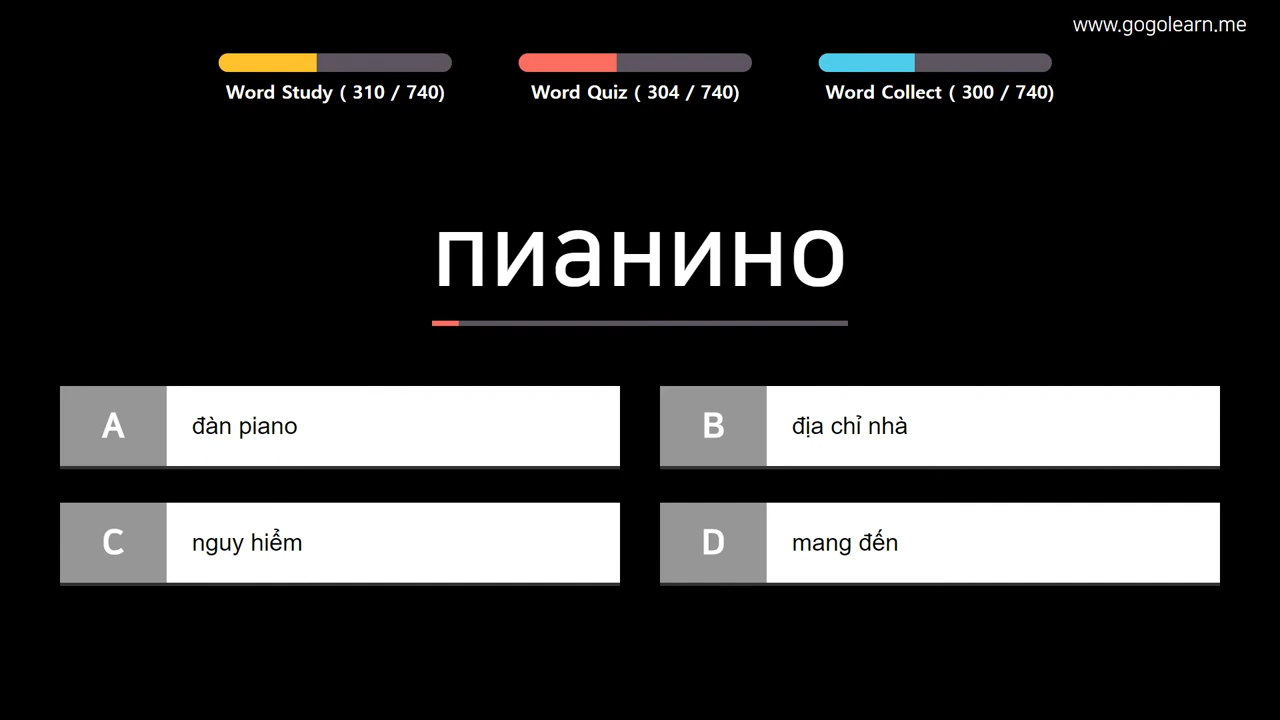 www.gogolearn.me
Word Study ( 310 / 740)
Word Quiz ( 304 / 740)
Word Collect ( 300 / 740)
пианино
A đàn piano
B địa chỉ nhà
C nguy hiểm
D mang đến